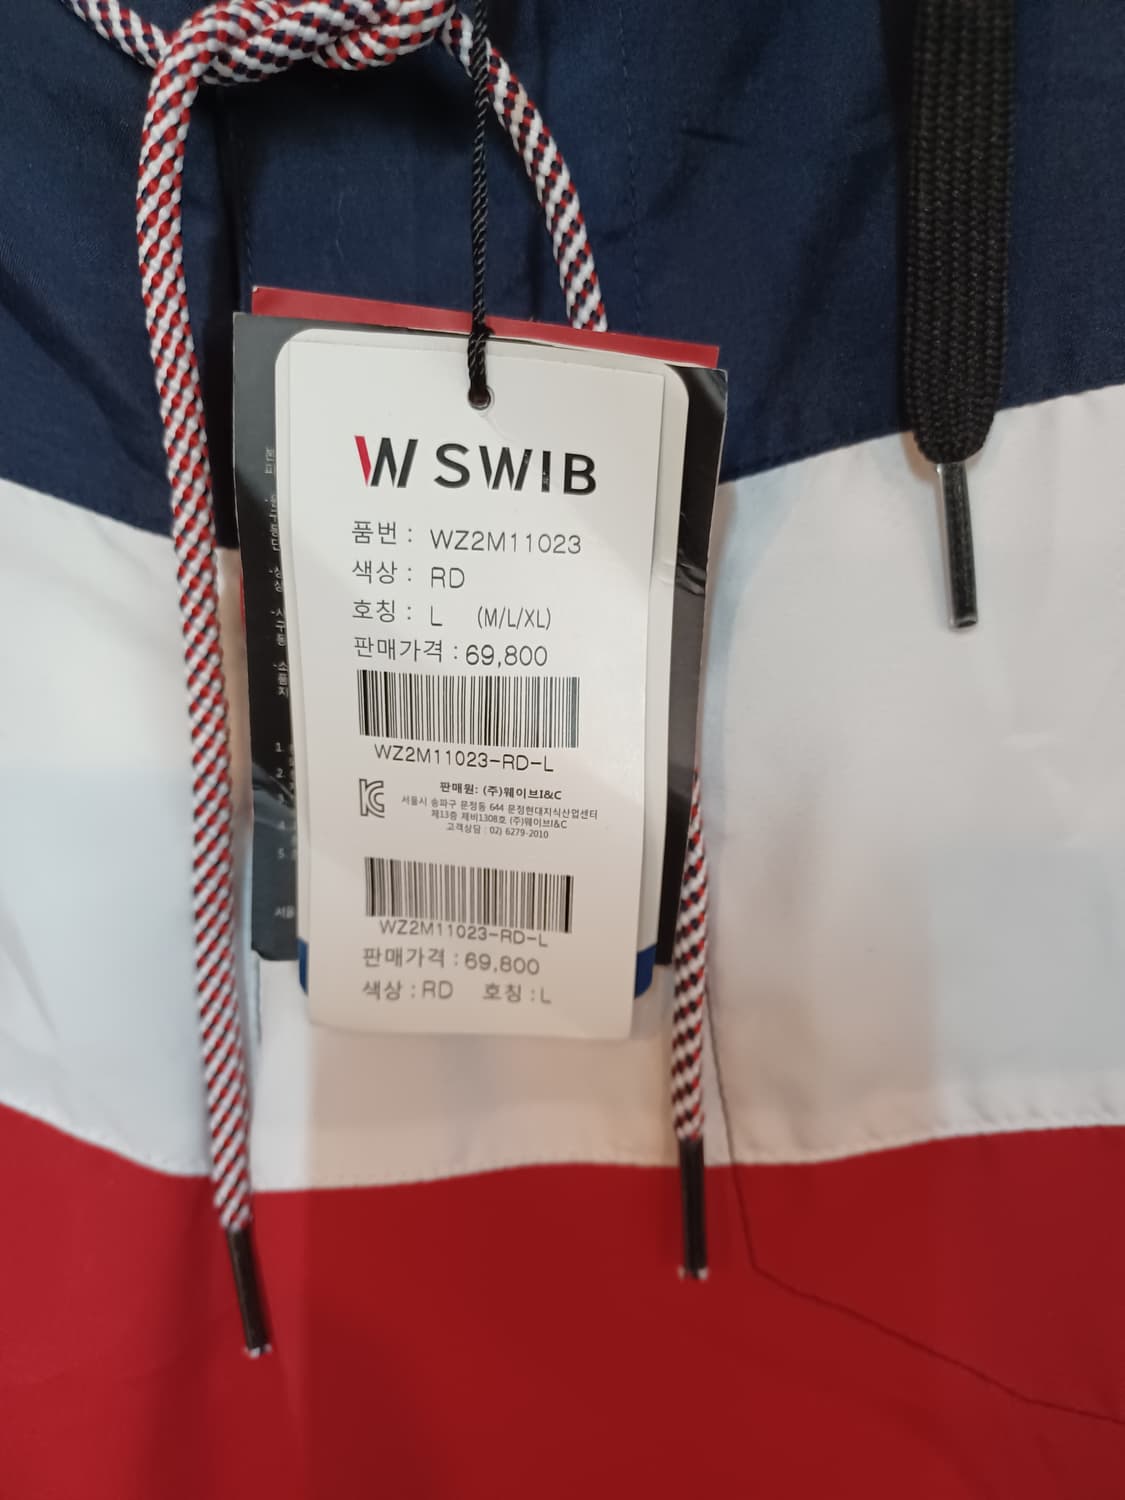 W SWIB
품번 : WZ2M11023
색상 : RD
호칭 : L (M/L/XL)
판매가격 : 69,800
WZ2M11023-RD-L
판매원: (주)웨이브I&C
서울시 송파구 문정동 644 문정현대지식산업센터
제13층 제비1308호 (주)웨이브I&C
고객상담 : 02) 6279-2010
WZ2M11023-RD-L
판매가격 : 69,800
색상 : RD 호칭 : L